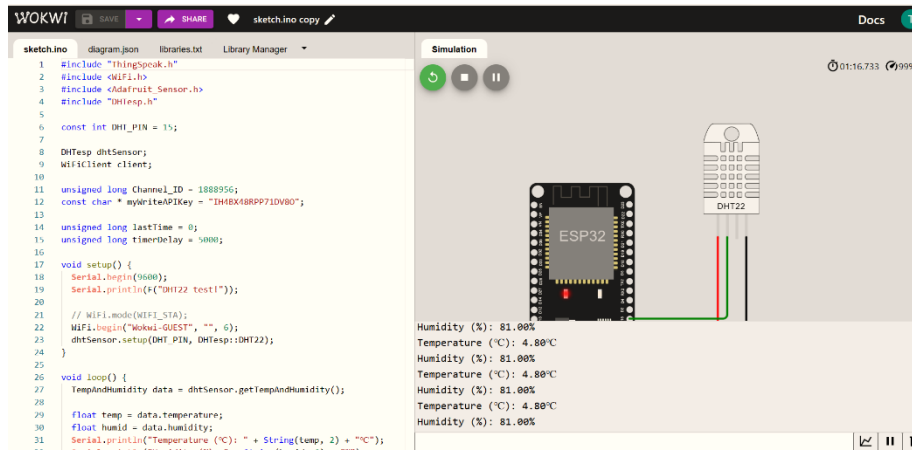 WOKWI SAVE SHARE sketch.ino copy Docs
sketch.ino diagram.json libraries.txt Library Manager
1 #include "ThingSpeak.h"
2 #include <WiFi.h>
3 #include <Adafruit_Sensor.h>
4 #include "DHTesp.h"
5
6 const int DHT_PIN = 15;
7
8 DHTesp dhtSensor;
9 WiFiClient client;
10
11 unsigned long Channel_ID = 1888956;
12 const char * myWriteAPIKey = "IH4BX48RPP71DV8O";
13
14 unsigned long lastTime = 0;
15 unsigned long timerDelay = 5000;
16
17 void setup() {
18 Serial.begin(9600);
19 Serial.println(F("DHT22 test!"));
20
21 // WiFi.mode(WIFI_STA);
22 WiFi.begin("Wokwi-GUEST", "", 6);
23 dhtSensor.setup(DHT_PIN, DHTesp::DHT22);
24 }
25
26 void loop() {
27 TempAndHumidity data = dhtSensor.getTempAndHumidity();
28
29 float temp = data.temperature;
30 float humid = data.humidity;
31 Serial.println("Temperature (℃): " + String(temp, 2) + "℃");
Simulation
01:16.733 99%
ESP32
DHT22
Humidity (%): 81.00%
Temperature (℃): 4.80℃
Humidity (%): 81.00%
Temperature (℃): 4.80℃
Humidity (%): 81.00%
Temperature (℃): 4.80℃
Humidity (%): 81.00%